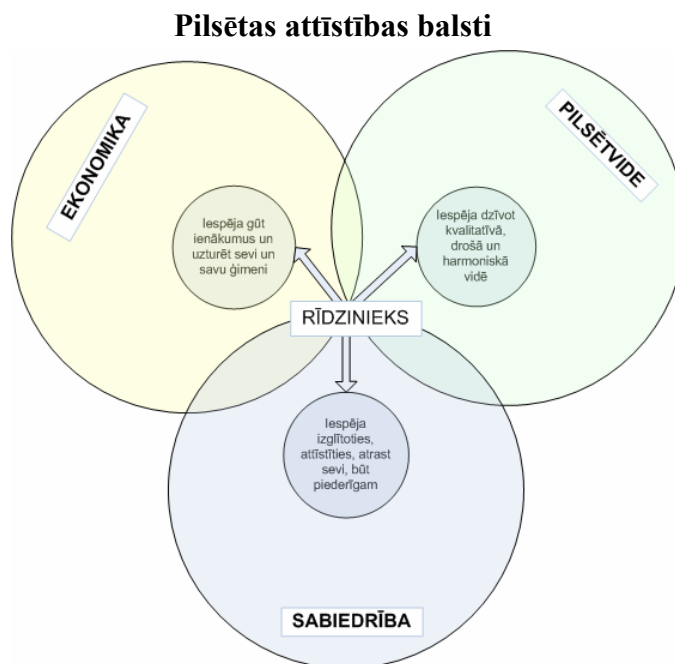 Pilsētas attīstības balsti
EKONOMIKA
PILSĒTVIDE
Iespēja gūt
ienākumus un
uzturēt sevi un
savu ģimeni
Iespēja dzīvot
kvalitatīvā,
drošā un
harmoniskā
vidē
RĪDZINIEKS
Iespēja
izglītoties,
attīstīties, atrast
sevi, būt
piederīgam
SABIEDRĪBA